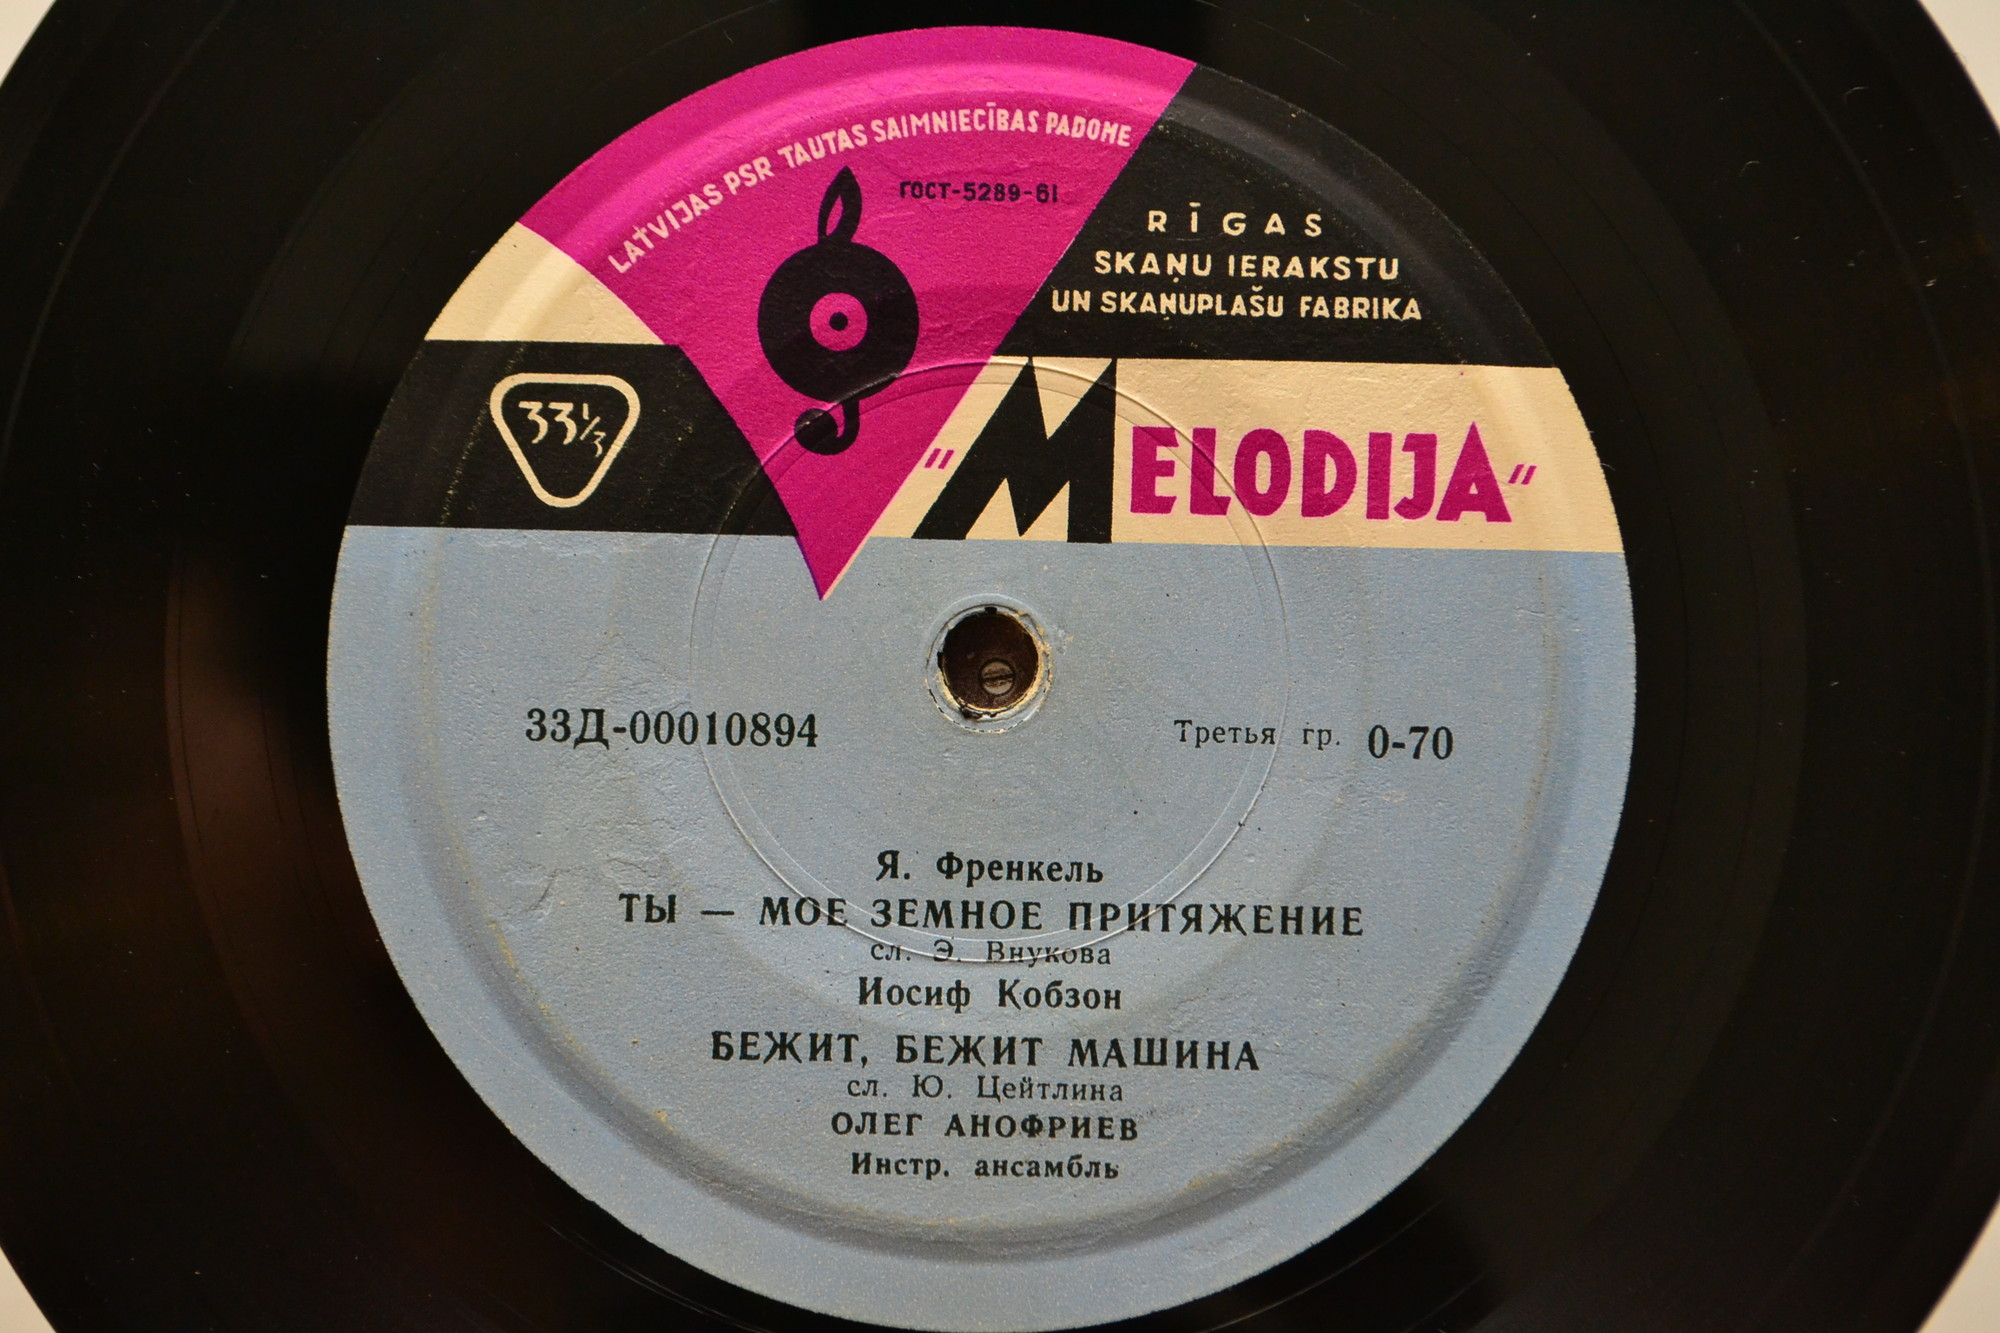 LATVIJAS PSR TAUTAS SAIMNIECĪBAS PADOME
ГОСТ-5289-61
RĪGAS
SKAŅU IERAKSTU
UN SKAŅUPLAŠU FABRIKA
33⅓
"MELODIJA"
33Д-00010894
Третья гр. 0-70
Я. Френкель
ТЫ — МОЕ ЗЕМНОЕ ПРИТЯЖЕНИЕ
сл. Э. Внукова
Иосиф Кобзон
БЕЖИТ, БЕЖИТ МАШИНА
сл. Ю. Цейтлина
ОЛЕГ АНОФРИЕВ
Инстр. ансамбль